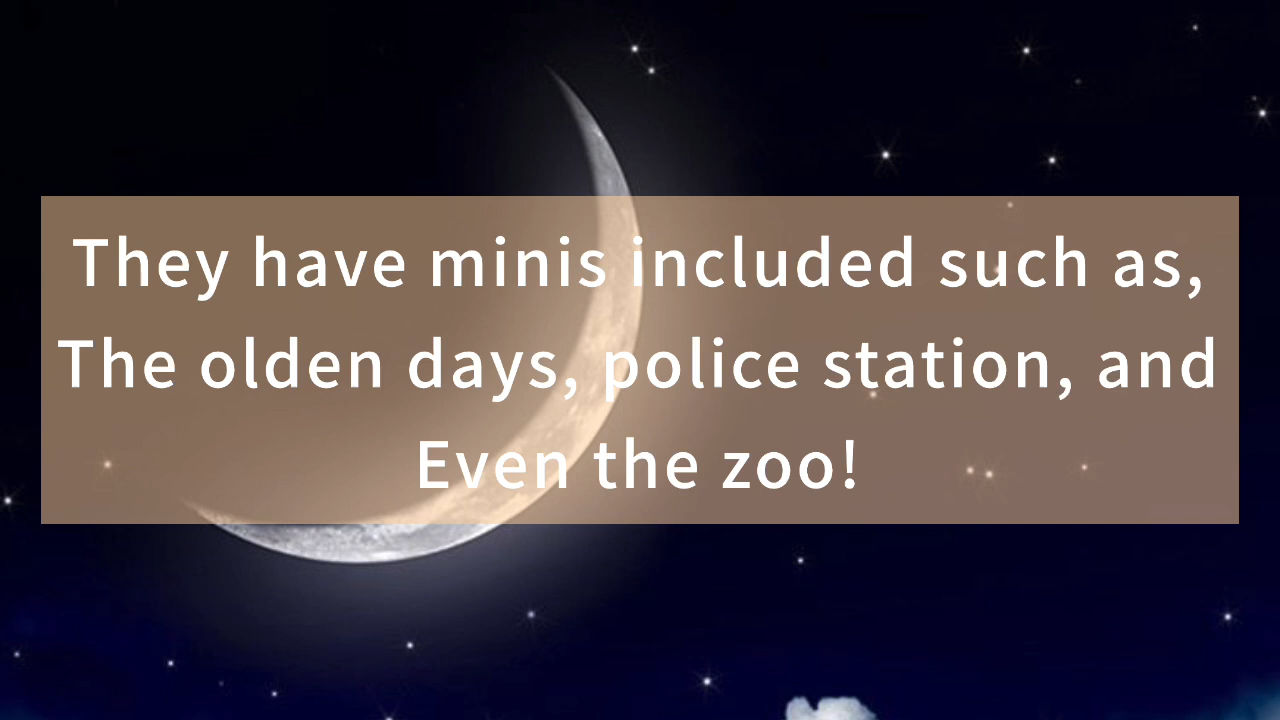 They have minis included such as,
The olden days, police station, and
Even the zoo!